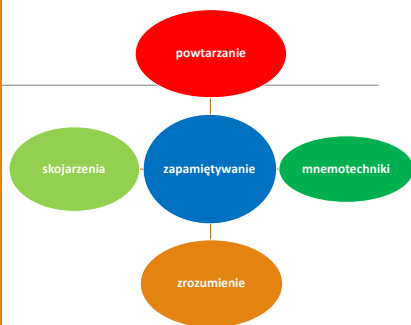 powtarzanie
skojarzenia
zapamiętywanie
mnemotechniki
zrozumienie